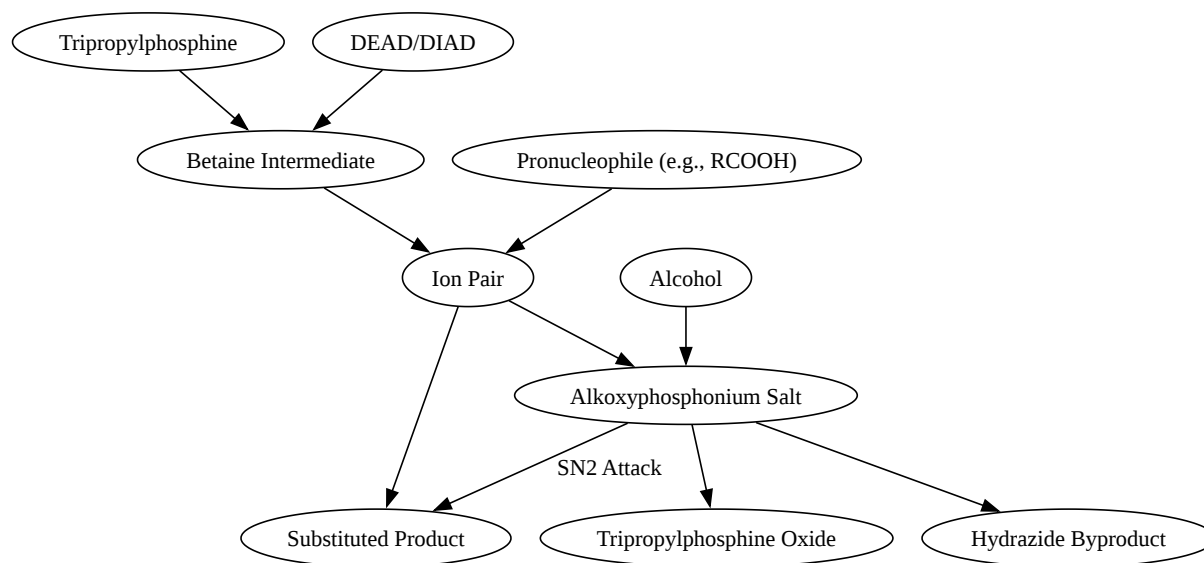 Tripropylphosphine
DEAD/DIAD
Betaine Intermediate
Pronucleophile (e.g., RCOOH)
Ion Pair
Alcohol
Alkoxyphosphonium Salt
SN2 Attack
Substituted Product
Tripropylphosphine Oxide
Hydrazide Byproduct